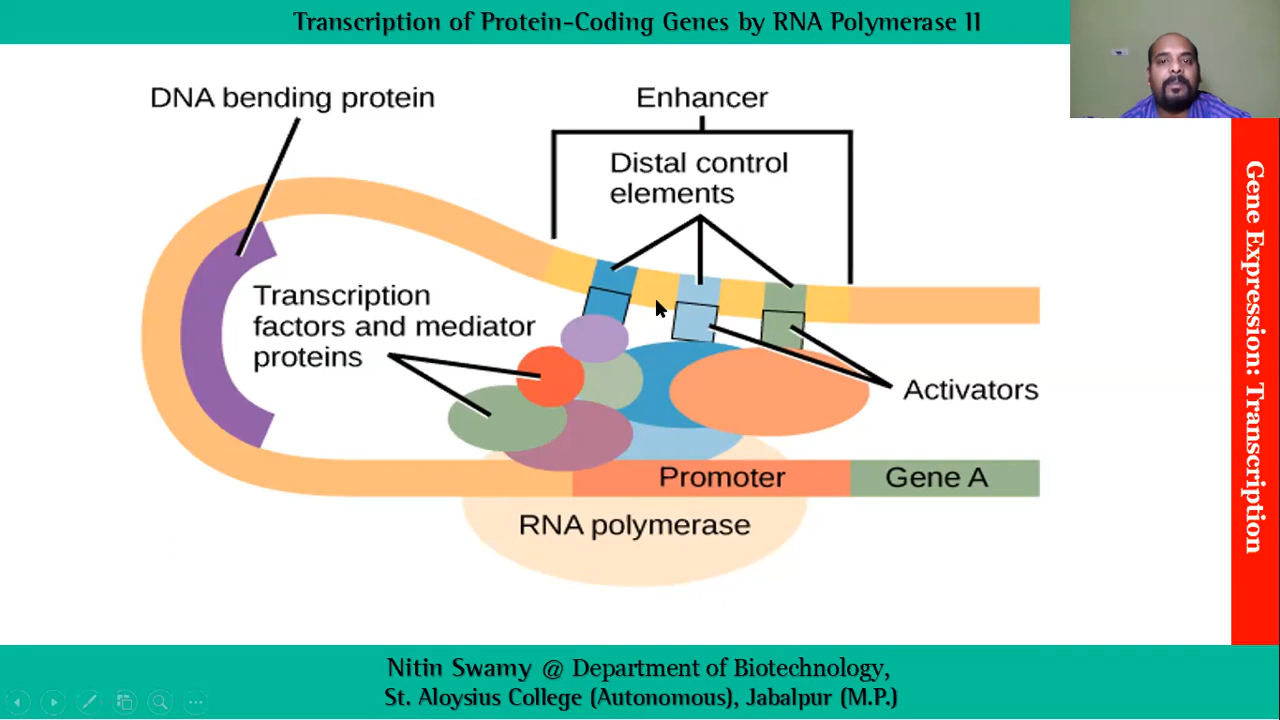 Transcription of Protein-Coding Genes by RNA Polymerase II
DNA bending protein
Enhancer
Distal control
elements
Transcription
factors and mediator
proteins
Activators
Promoter
Gene A
RNA polymerase
Gene Expression: Transcription
Nitin Swamy @ Department of Biotechnology,
St. Aloysius College (Autonomous), Jabalpur (M.P.)